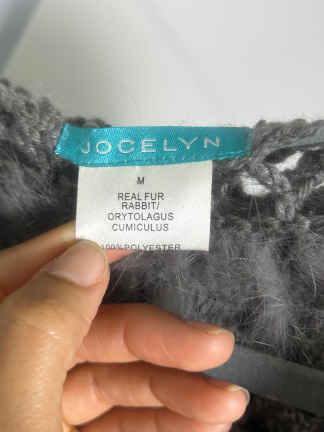 JOCELYN
M
REAL FUR
RABBIT/
ORYTOLAGUS
CUMICULUS
100%POLYESTER